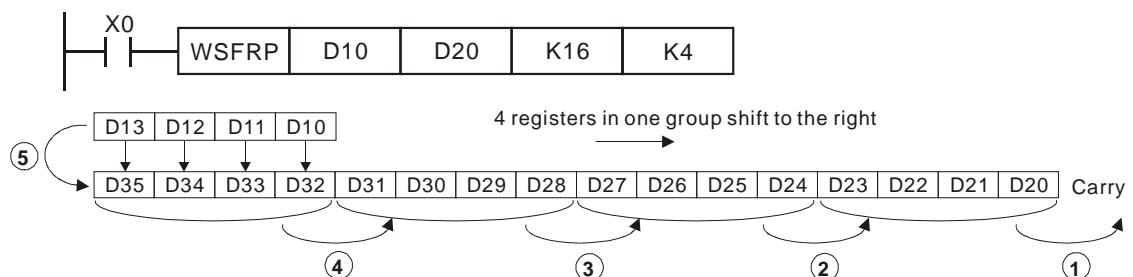 X0
WSFRP D10 D20 K16 K4
D13 D12 D11 D10
4 registers in one group shift to the right
5
D35 D34 D33 D32 D31 D30 D29 D28 D27 D26 D25 D24 D23 D22 D21 D20 Carry
4 3 2 1